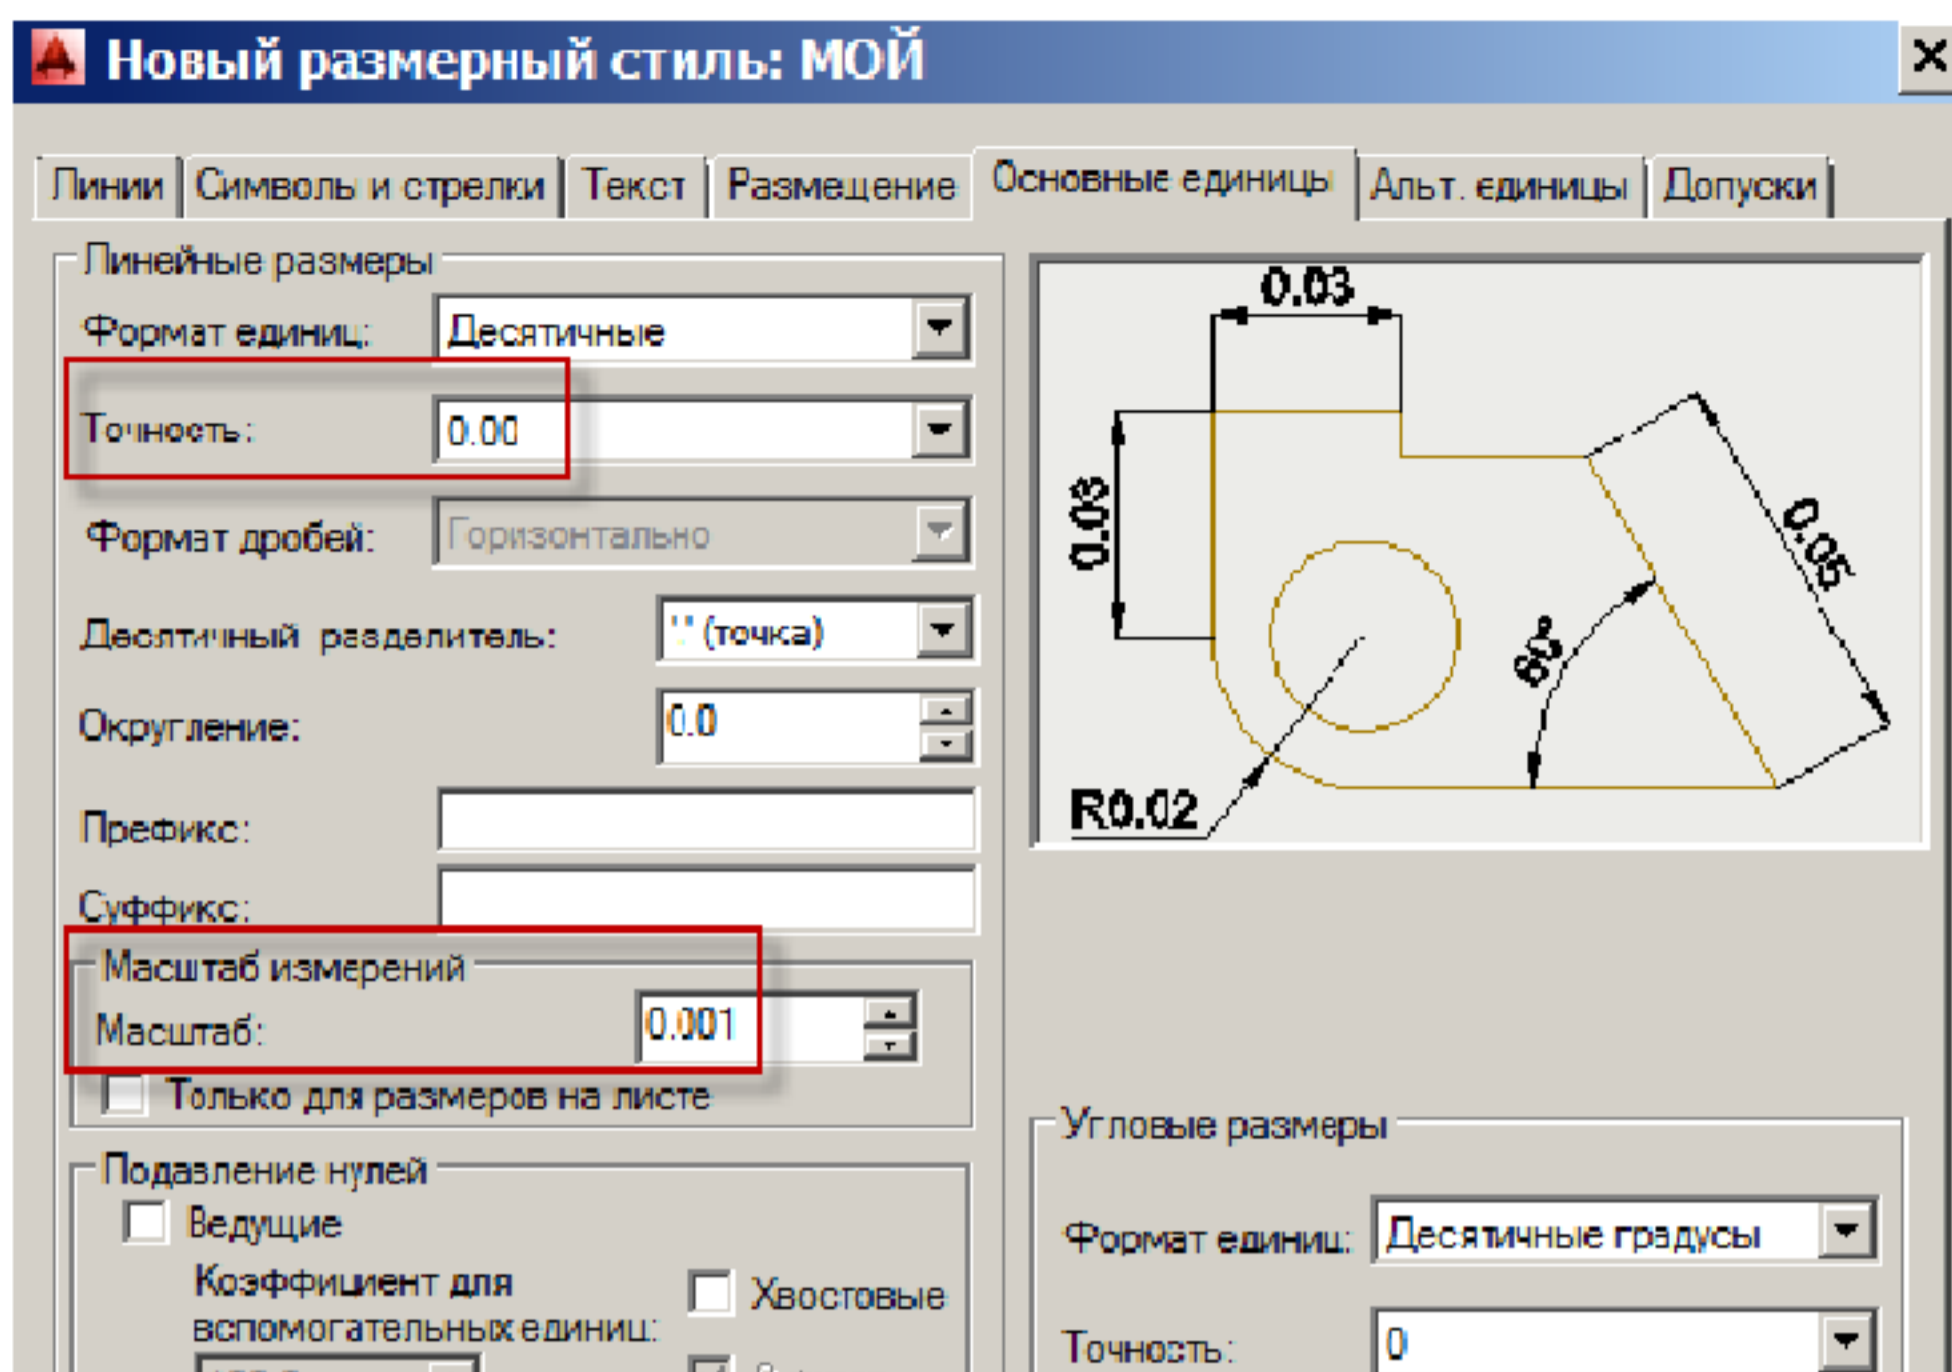 Новый размерный стиль: МОЙ
Линии
Символы и стрелки
Текст
Размещение
Основные единицы
Альт. единицы
Допуски
Линейные размеры
Формат единиц:
Десятичные
Точность:
0.00
Формат дробей:
Горизонтально
Десятичный разделитель:
'.' (точка)
Округление:
0.0
Префикс:
Суффикс:
Масштаб измерений
Масштаб:
0.001
Только для размеров на листе
Подавление нулей
Ведущие
Коэффициент для
вспомогательных единиц:
Хвостовые
0.03
0.03
0.05
60°
R0.02
Угловые размеры
Формат единиц:
Десятичные градусы
Точность:
0